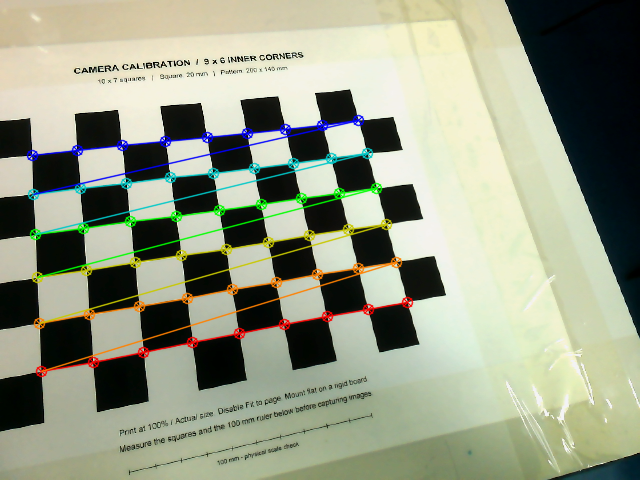 CAMERA CALIBRATION / 9 x 6 INNER CORNERS
10 x 7 squares | Square: 20 mm | Pattern: 200 x 140 mm
Print at 100% / Actual size. Disable Fit to page. Mount flat on a rigid board.
Measure the squares and the 100 mm ruler below before capturing images.
100 mm - physical scale check